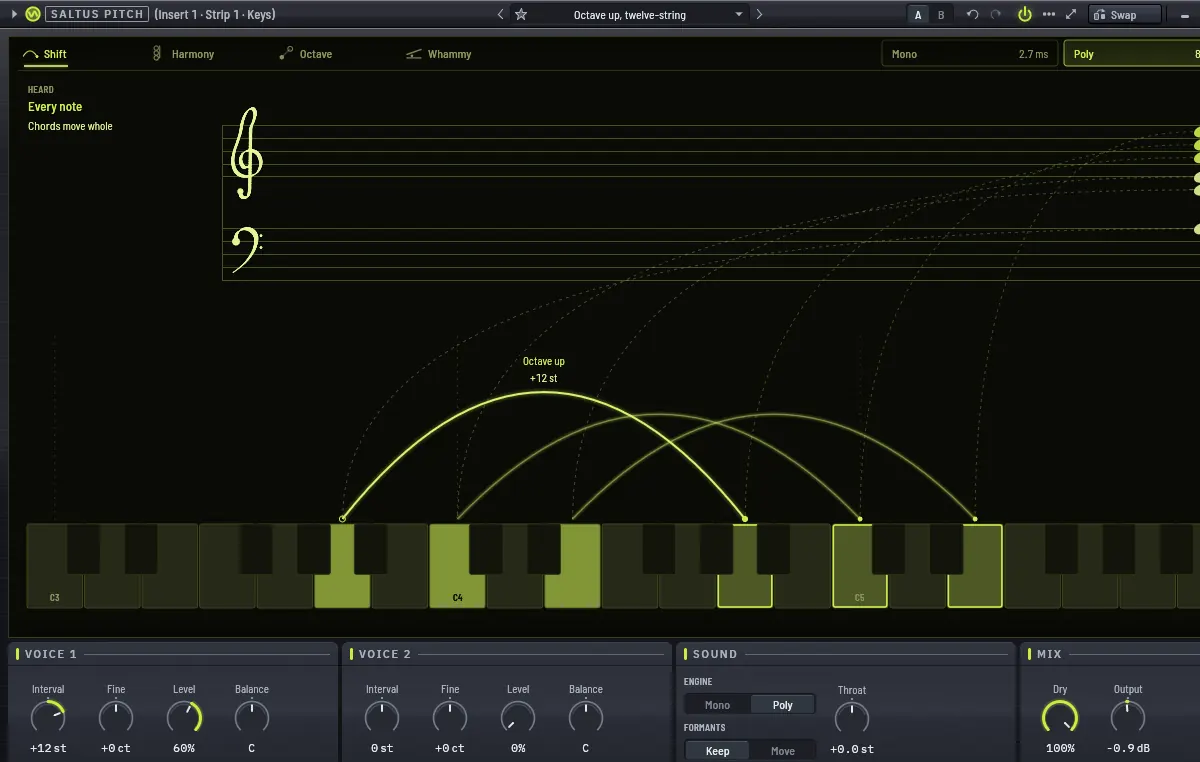 SALTUS PITCH (Insert 1 · Strip 1 · Keys)
Octave up, twelve-string
A B
Swap
Shift Harmony Octave Whammy
Mono 2.7 ms
Poly 8
HEARD
Every note
Chords move whole
Octave up
+12 st
C3 C4 C5
VOICE 1
Interval Fine Level Balance
+12 st +0 ct 60% C
VOICE 2
Interval Fine Level Balance
0 st +0 ct 0% C
SOUND
ENGINE
Mono Poly
FORMANTS
Keep Move
Throat
+0.0 st
MIX
Dry Output
100% -0.9 dB